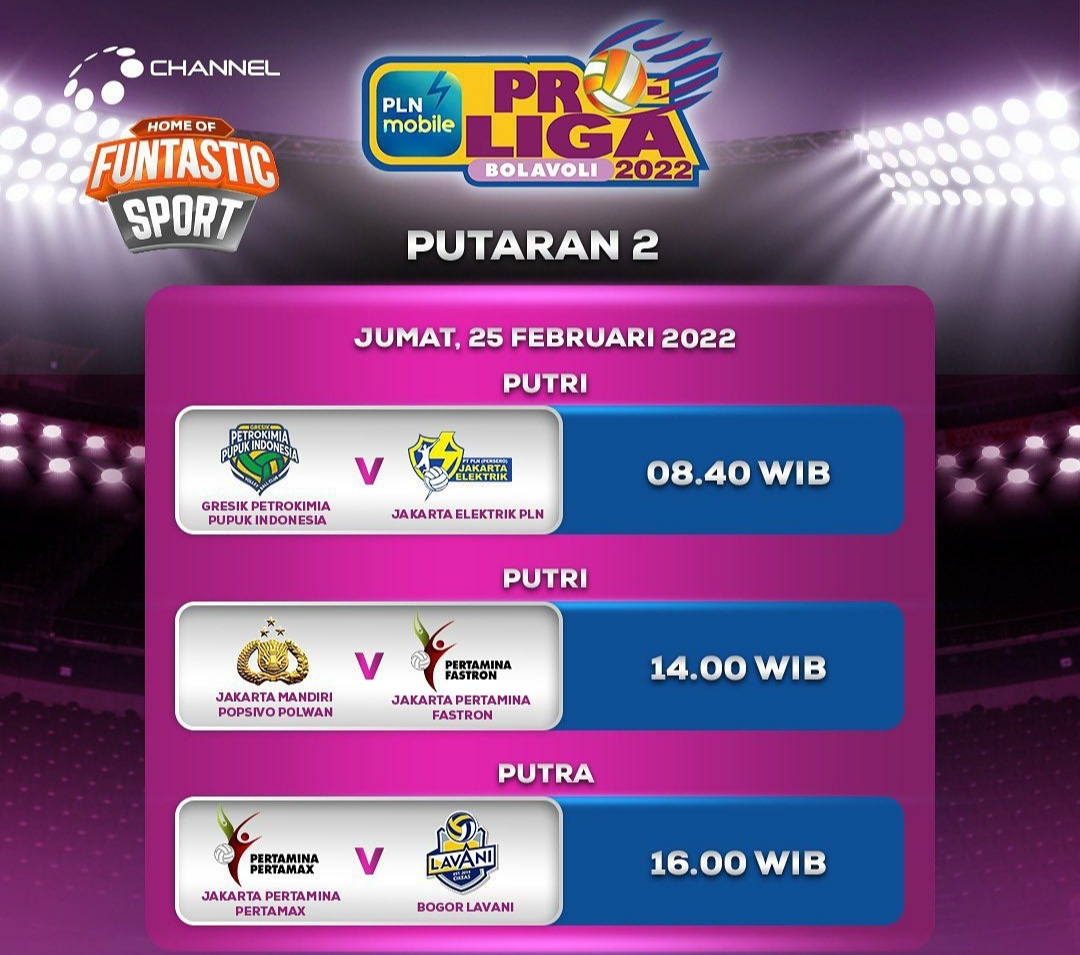 CHANNEL
HOME OF
FUNTASTIC
SPORT
PLN
mobile
PRO
LIGA
BOLAVOLI 2022
PUTARAN 2
JUMAT, 25 FEBRUARI 2022
PUTRI
GRESIK
PETROKIMIA
PUPUK INDONESIA
V
PT PLN (PERSERO)
JAKARTA
ELEKTRIK
GRESIK PETROKIMIA
PUPUK INDONESIA
JAKARTA ELEKTRIK PLN
08.40 WIB
PUTRI
V
PERTAMINA
FASTRON
JAKARTA MANDIRI
POPSIVO POLWAN
JAKARTA PERTAMINA
FASTRON
14.00 WIB
PUTRA
PERTAMINA
PERTAMAX
V
LAVANI
CIKEAS
JAKARTA PERTAMINA
PERTAMAX
BOGOR LAVANI
16.00 WIB